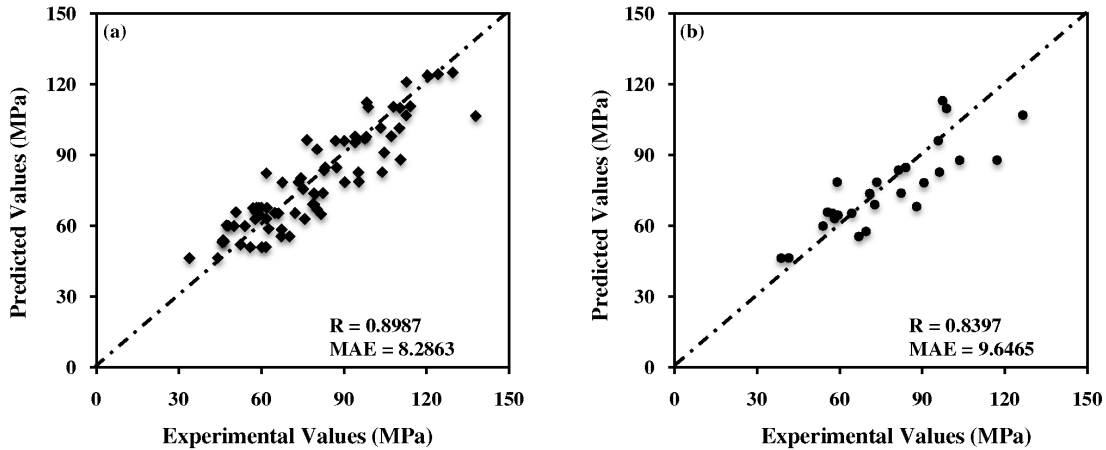 (a)
150
120
90
60
30
0
Predicted Values (MPa)
R = 0.8987
MAE = 8.2863
0 30 60 90 120 150
Experimental Values (MPa)
(b)
150
120
90
60
30
0
Predicted Values (MPa)
R = 0.8397
MAE = 9.6465
0 30 60 90 120 150
Experimental Values (MPa)